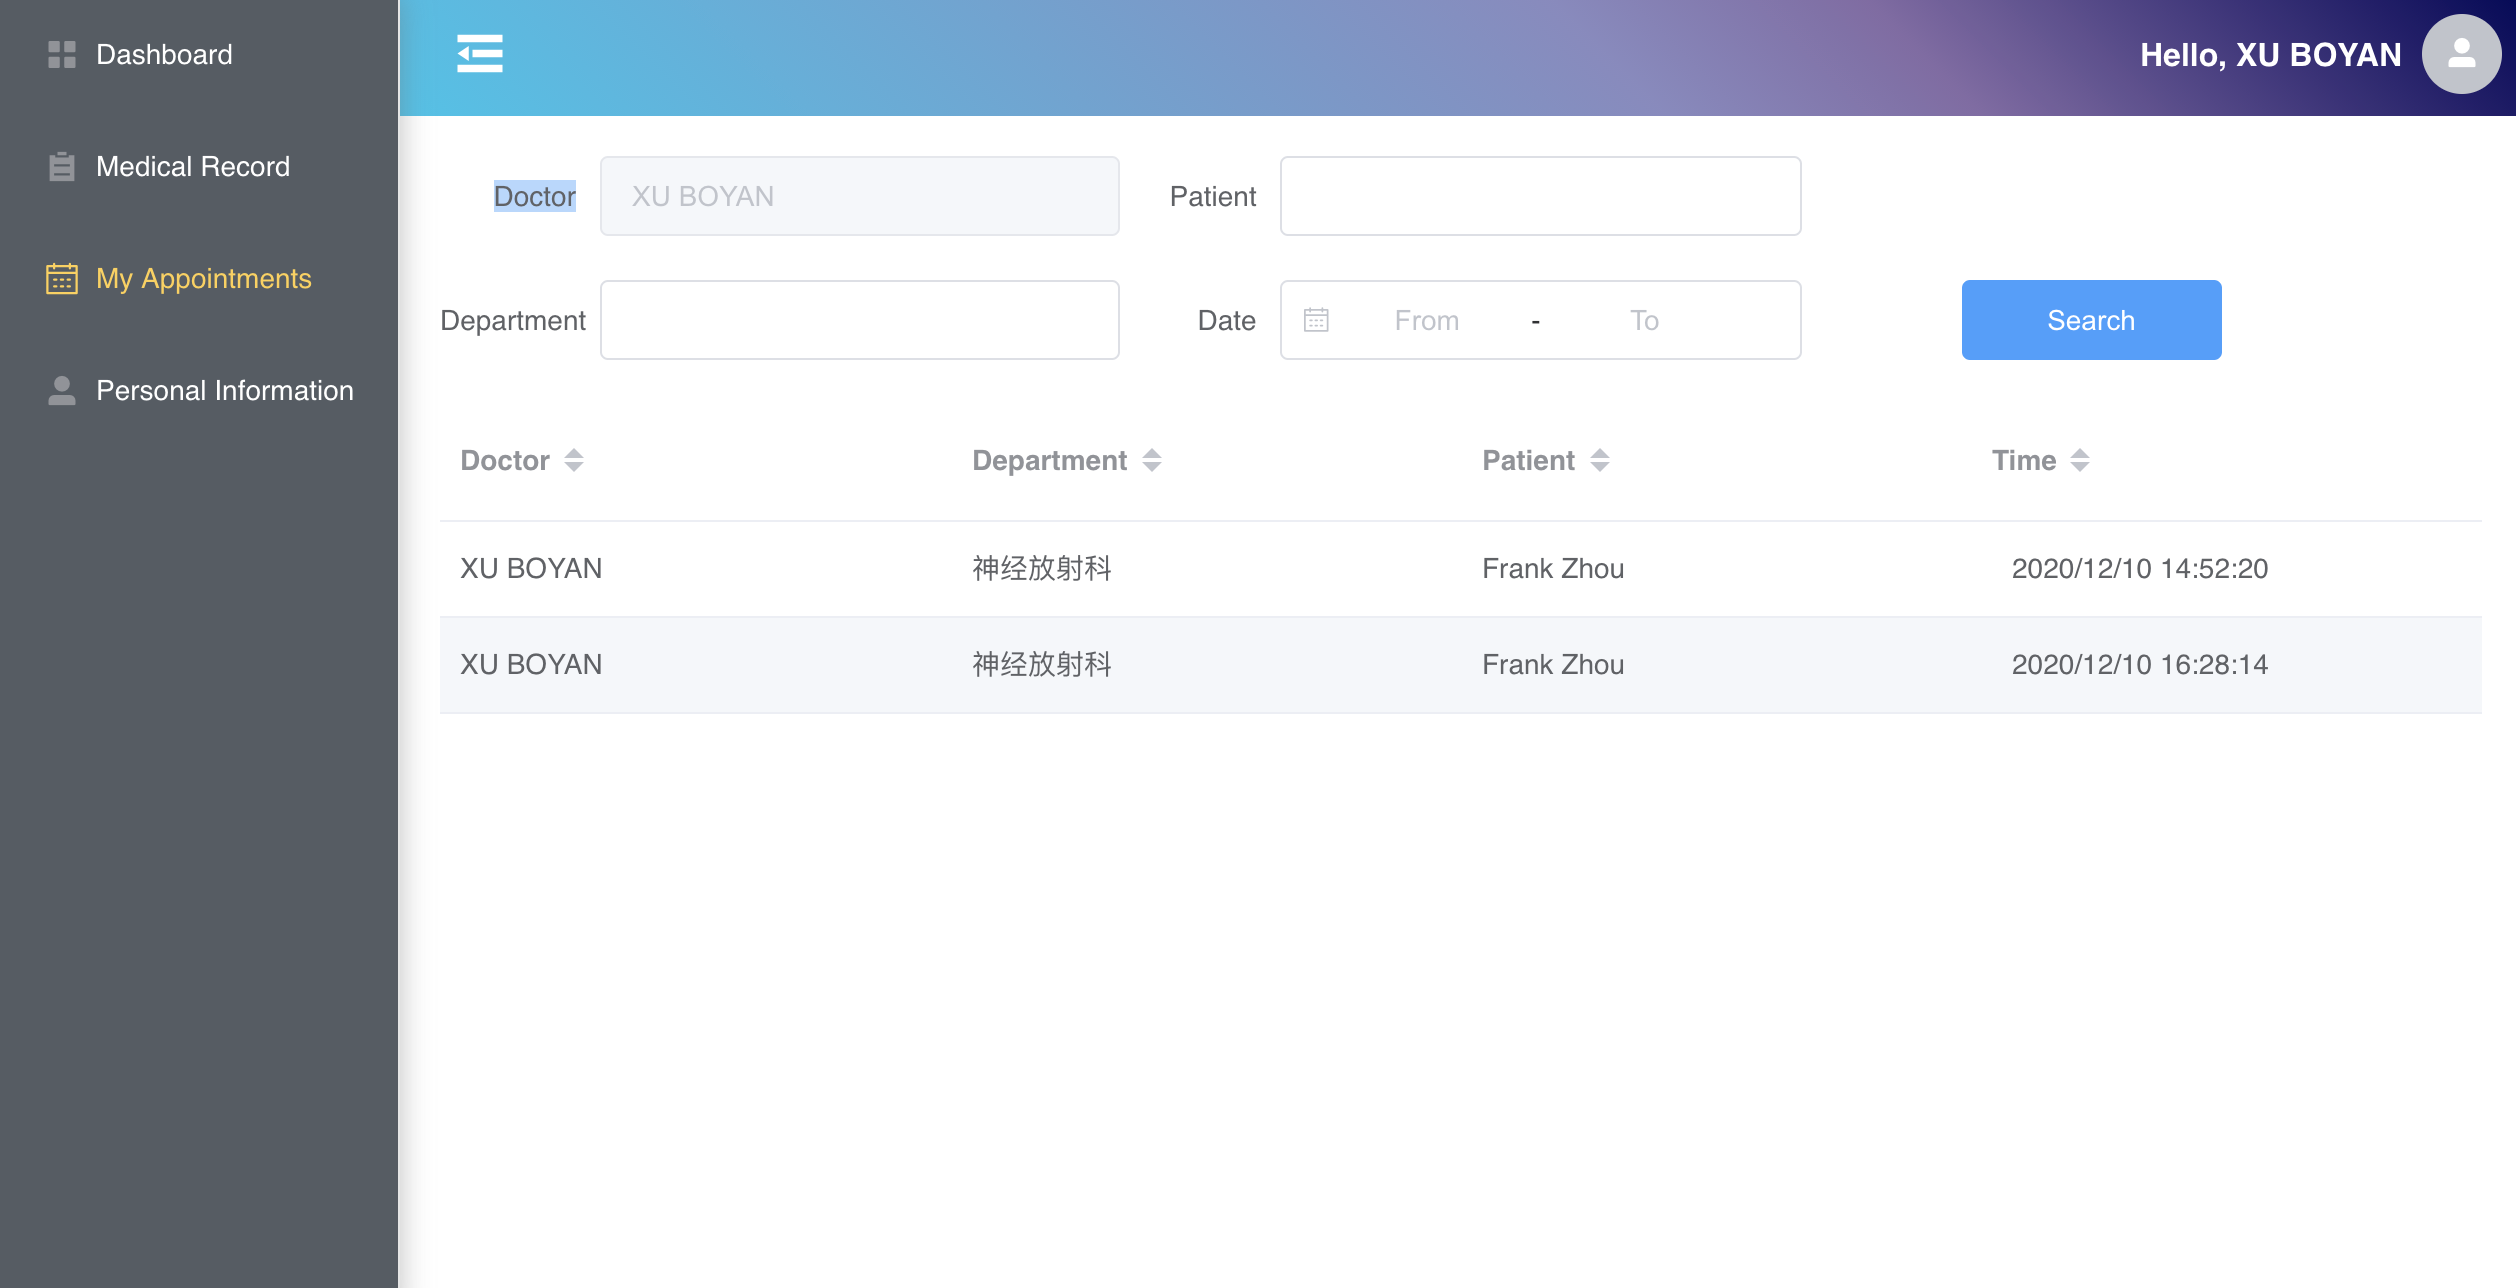 Dashboard
Medical Record
My Appointments
Personal Information
Hello, XU BOYAN
Doctor XU BOYAN Patient
Department Date From - To Search
Doctor Department Patient Time
XU BOYAN 神经放射科 Frank Zhou 2020/12/10 14:52:20
XU BOYAN 神经放射科 Frank Zhou 2020/12/10 16:28:14